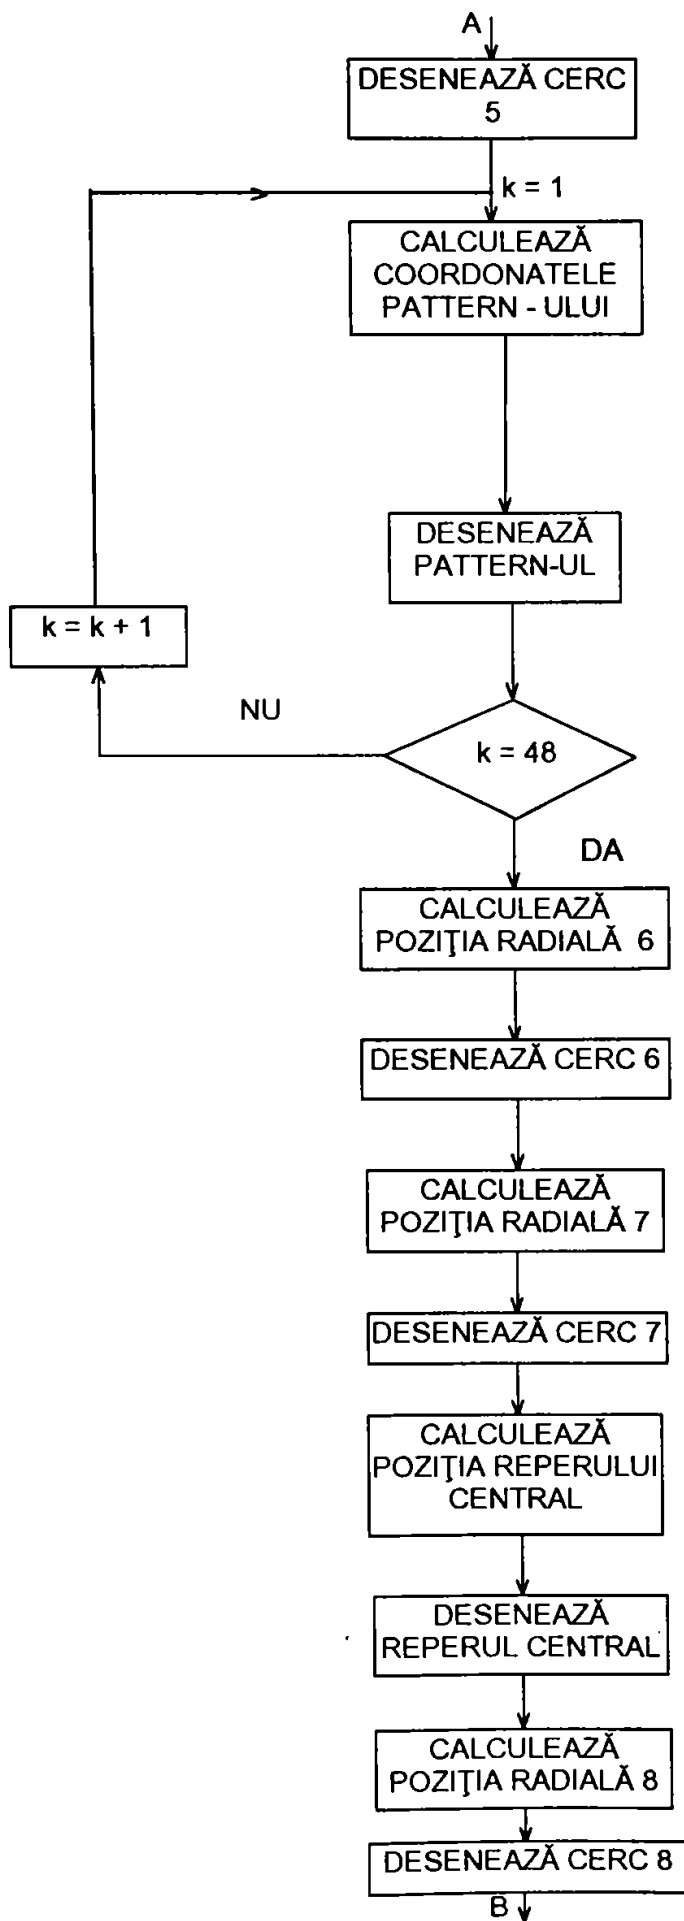 A
DESENEAZĂ CERC
5
k = 1
CALCULEAZĂ
COORDONATELE
PATTERN - ULUI
DESENEAZĂ
PATTERN-UL
k = k + 1
NU
k = 48
DA
CALCULEAZĂ
POZIŢIA RADIALĂ 6
DESENEAZĂ CERC 6
CALCULEAZĂ
POZIŢIA RADIALĂ 7
DESENEAZĂ CERC 7
CALCULEAZĂ
POZIŢIA REPERULUI
CENTRAL
DESENEAZĂ
REPERUL CENTRAL
CALCULEAZĂ
POZIŢIA RADIALĂ 8
DESENEAZĂ CERC 8
B